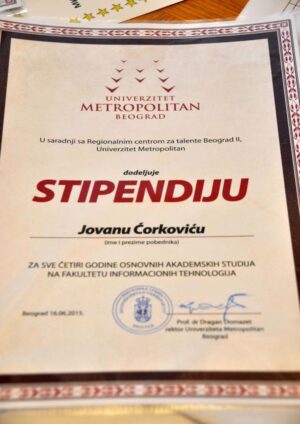 UNIVERZITET
METROPOLITAN
BEOGRAD
U saradnji sa Regionalnim centrom za talente Beograd II,
Univerzitet Metropolitan
dodeljuje
STIPENDIJU
Jovanu Ćorkoviću
(ime i prezime pobednika)
ZA SVE ČETIRI GODINE OSNOVNIH AKADEMSKIH STUDIJA
NA FAKULTETU INFORMACIONIH TEHNOLOGIJA
Beograd 16.06.2015.
Prof. dr Dragan Domazet
rektor Univerziteta Metropolitan
Beograd